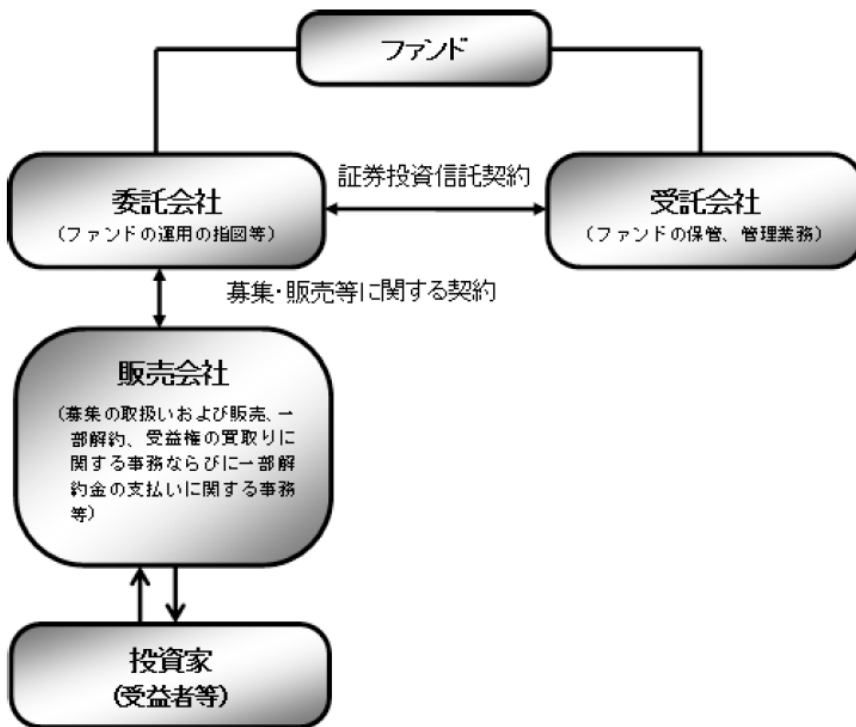 ファンド
証券投資信託契約
委託会社
（ファンドの運用の指図等）
受託会社
（ファンドの保管、管理業務）
募集・販売等に関する契約
販売会社
（募集の取扱いおよび販売、一
部解約、受益権の買取りに
関する事務ならびに一部解
約金の支払いに関する事務
等）
投資家
（受益者等）